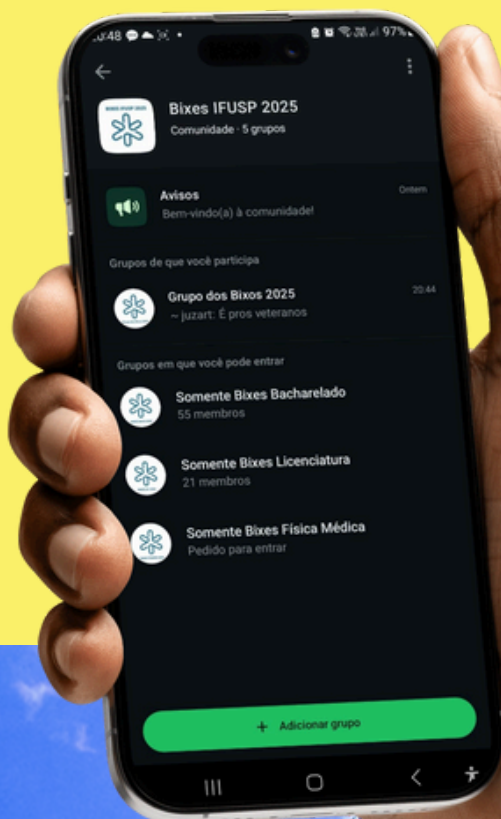 97%
Bixes IFUSP 2025
Comunidade · 5 grupos
Avisos
Ontem
Bem-vindo(a) à comunidade!
Grupos de que você participa
Grupo dos Bixos 2025
20:44
~ juzart: É pros veteranos
Grupos em que você pode entrar
Somente Bixes Bacharelado
55 membros
Somente Bixes Licenciatura
21 membros
Somente Bixes Física Médica
Pedido para entrar
+ Adicionar grupo